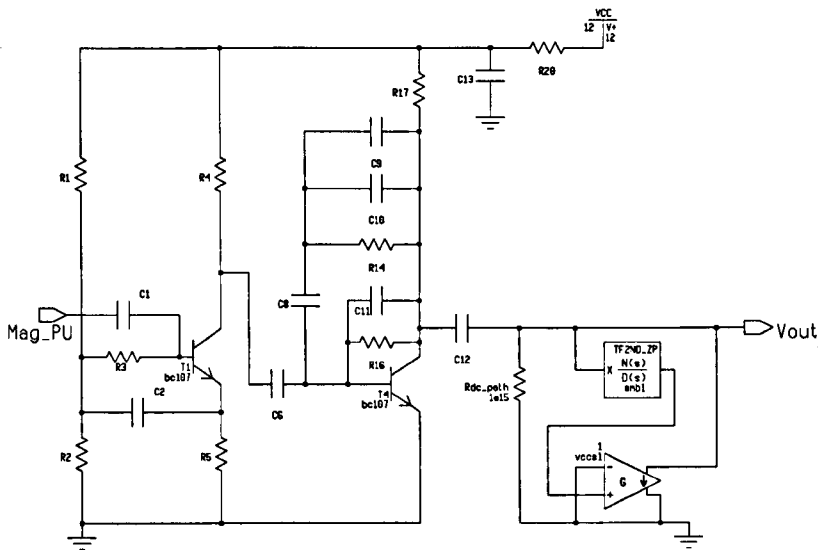 VCC
12 V+
12
R20
C13
R17
C9
C10
R14
R1
R4
C8
C11
C1
Mag_PU
R3
T1
bc107
R16
C12
Vout
TF2ND_ZP
X N(s)
D(s)
amb1
C2
C6
T4
bc107
Rdc_path
1e15
R2
R5
1
vccs1
G
-
+